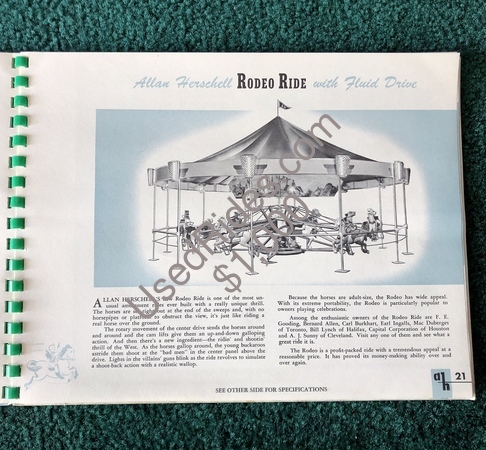 Allan Herschell RODEO RIDE with Fluid Drive
ALLAN HERSCHELL'S new Rodeo Ride is one of the most un-
usual amusement rides ever built with a really unique thrill.
The horses are way out at the end of the sweeps and, with no
horsepipes or platform to obstruct the view, it's just like riding a
real horse over the ground.
The rotary movement of the center drive sends the horses around
and around and the cam lifts give them an up-and-down galloping
action. And then there's a new ingredient—the ridin' and shootin'
thrill of the West. As the horses gallop around, the young buckaroos
astride them shoot at the "bad men" in the center panel above the
drive. Lights in the villains' guns blink as the ride revolves to simulate
a shoot-back action with a realistic wallop.
Because the horses are adult-size, the Rodeo has wide appeal.
With its extreme portability, the Rodeo is particularly popular to
owners playing celebrations.
Among the enthusiastic owners of the Rodeo Ride are F. E.
Gooding, Bernard Allen, Carl Burkhart, Earl Ingalls, Mac Dubergex
of Toronto, Bill Lynch of Halifax, Capital Corporation of Houston
and A. J. Sunny of Cleveland. Visit any one of them and see what a
great ride it is.
The Rodeo is a profit-packed ride with a tremendous appeal at a
reasonable price. It has proved its money-making ability over and
over again.
SEE OTHER SIDE FOR SPECIFICATIONS
ah 21
UsedRides.com